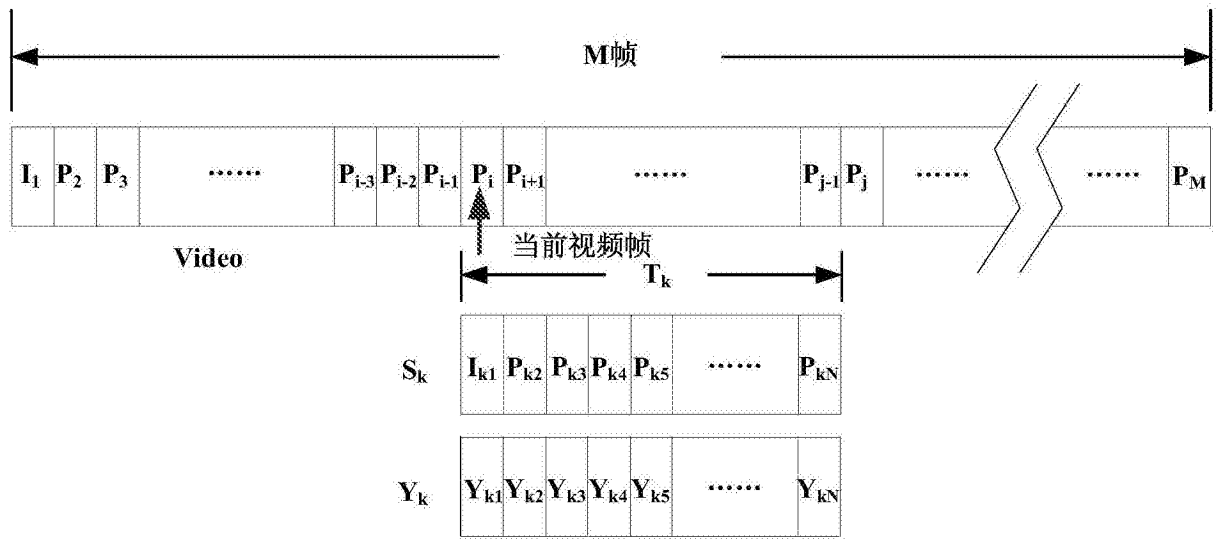 M帧
I1 P2 P3 …… Pi-3 Pi-2 Pi-1 Pi Pi+1 …… Pj-1 Pj …… …… PM
当前视频帧
Video
Tk
Sk Ik1 Pk2 Pk3 Pk4 Pk5 …… PkN
Yk Yk1 Yk2 Yk3 Yk4 Yk5 …… YkN